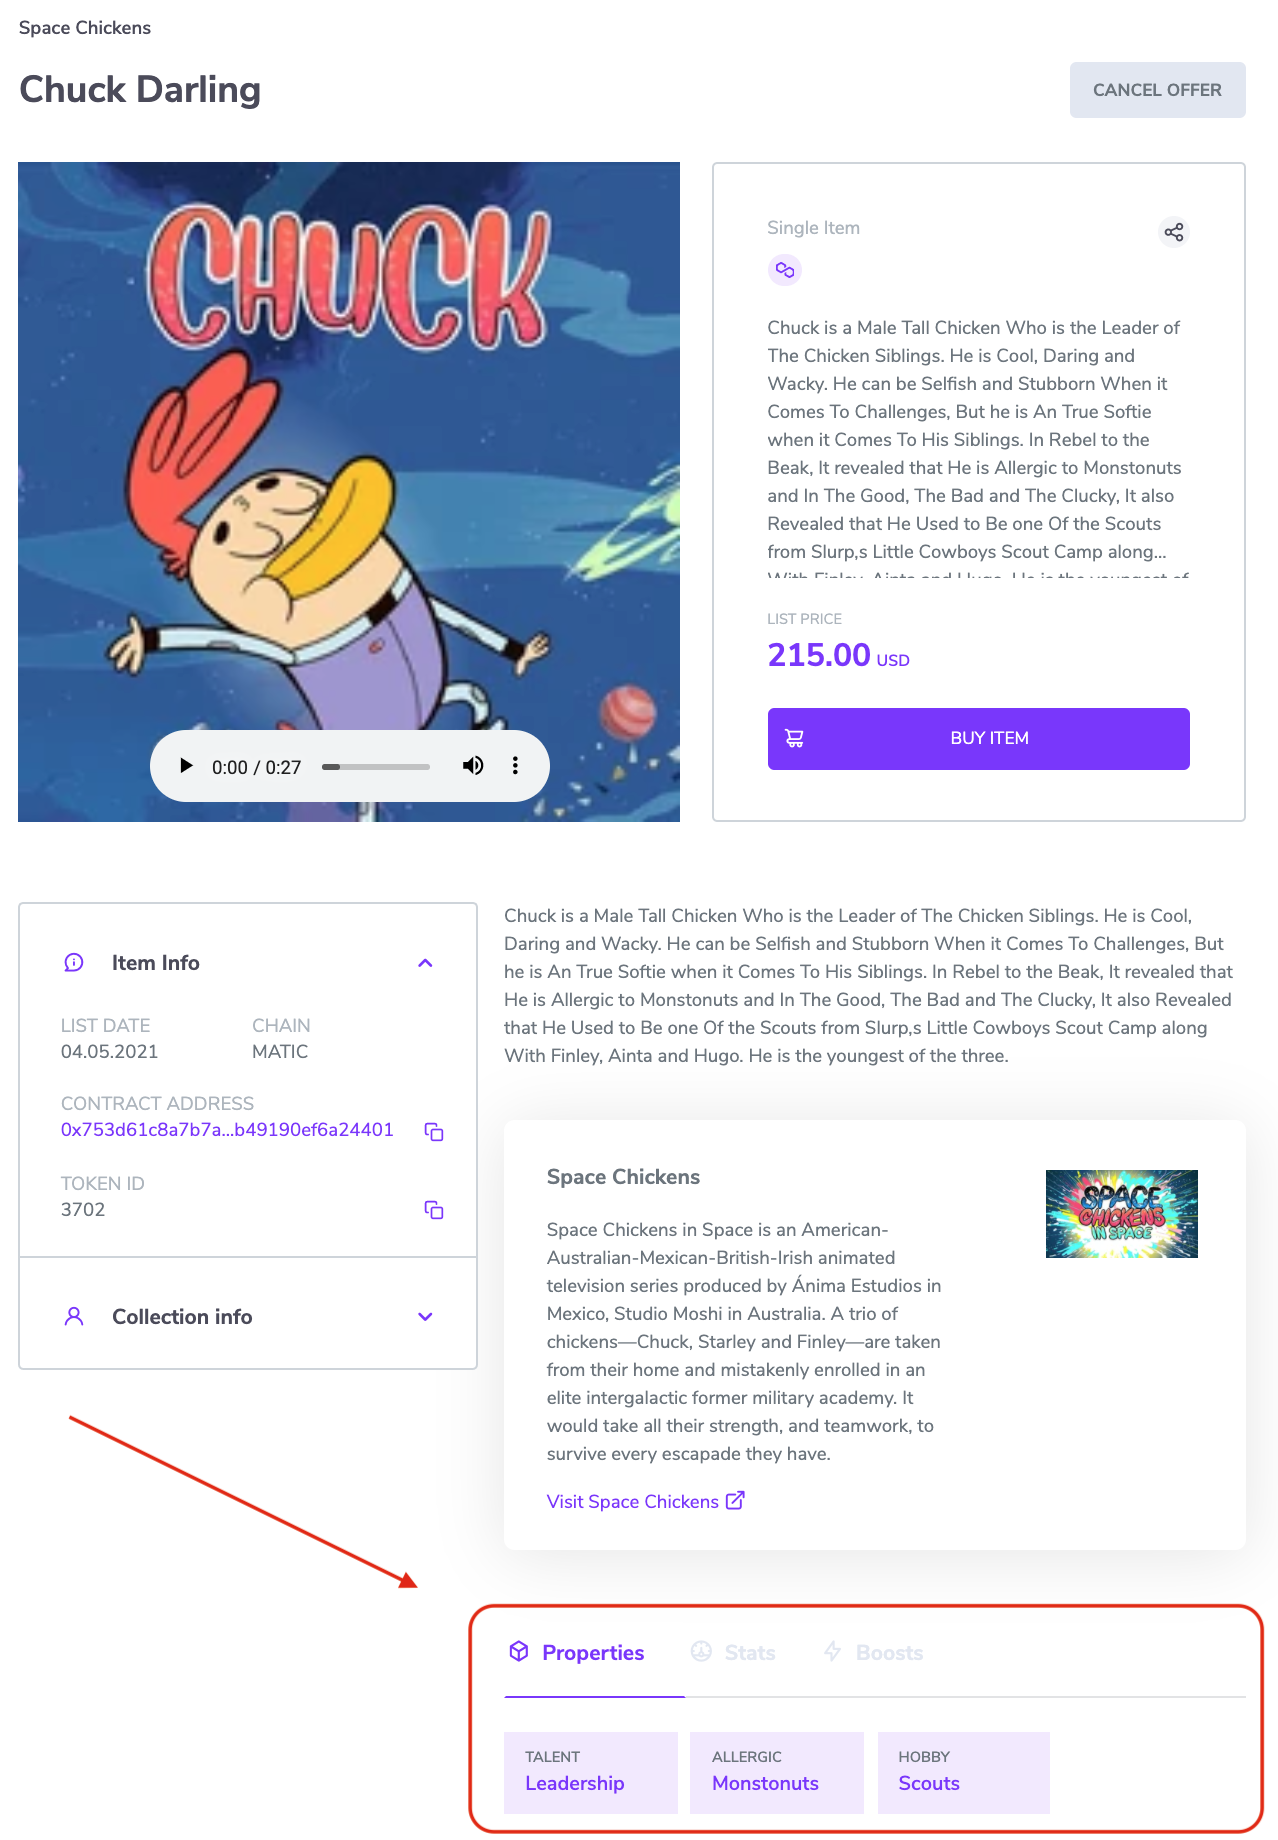 Space Chickens
Chuck Darling
CANCEL OFFER
CHUCK
0:00 / 0:27
Single Item
Chuck is a Male Tall Chicken Who is the Leader of
The Chicken Siblings. He is Cool, Daring and
Wacky. He can be Selfish and Stubborn When it
Comes To Challenges, But he is An True Softie
when it Comes To His Siblings. In Rebel to the
Beak, It revealed that He is Allergic to Monstonuts
and In The Good, The Bad and The Clucky, It also
Revealed that He Used to Be one Of the Scouts
from Slurp,s Little Cowboys Scout Camp along...
With Finley, Ainta and Hugo. He is the youngest of
LIST PRICE
215.00 USD
BUY ITEM
Item Info
LIST DATE CHAIN
04.05.2021 MATIC
CONTRACT ADDRESS
0x753d61c8a7b7a...b49190ef6a24401
TOKEN ID
3702
Collection info
Chuck is a Male Tall Chicken Who is the Leader of The Chicken Siblings. He is Cool,
Daring and Wacky. He can be Selfish and Stubborn When it Comes To Challenges, But
he is An True Softie when it Comes To His Siblings. In Rebel to the Beak, It revealed that
He is Allergic to Monstonuts and In The Good, The Bad and The Clucky, It also Revealed
that He Used to Be one Of the Scouts from Slurp,s Little Cowboys Scout Camp along
With Finley, Ainta and Hugo. He is the youngest of the three.
Space Chickens
Space Chickens in Space is an American-
Australian-Mexican-British-Irish animated
television series produced by Ánima Estudios in
Mexico, Studio Moshi in Australia. A trio of
chickens—Chuck, Starley and Finley—are taken
from their home and mistakenly enrolled in an
elite intergalactic former military academy. It
would take all their strength, and teamwork, to
survive every escapade they have.
Visit Space Chickens
SPACE
CHICKENS
IN SPACE
Properties Stats Boosts
TALENT ALLERGIC HOBBY
Leadership Monstonuts Scouts